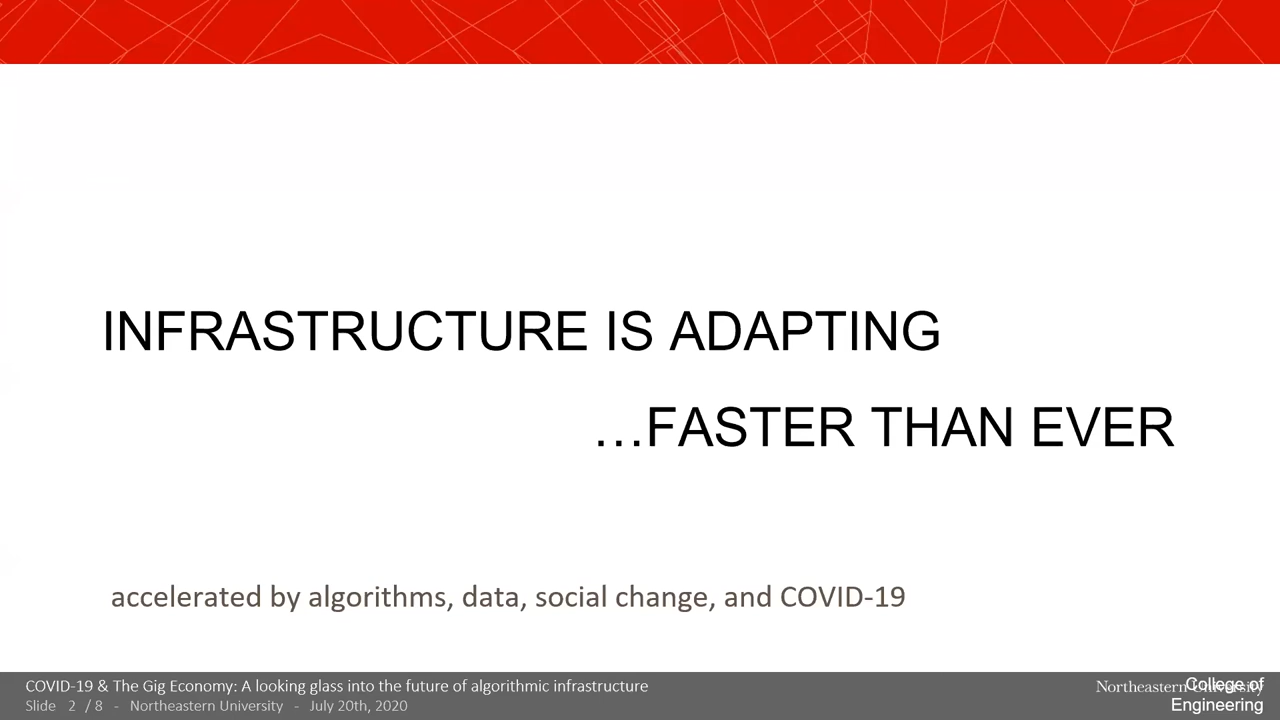 INFRASTRUCTURE IS ADAPTING
…FASTER THAN EVER
accelerated by algorithms, data, social change, and COVID-19
COVID-19 & The Gig Economy: A looking glass into the future of algorithmic infrastructure
Slide 2 / 8 - Northeastern University - July 20th, 2020
Northeastern University
College of
Engineering